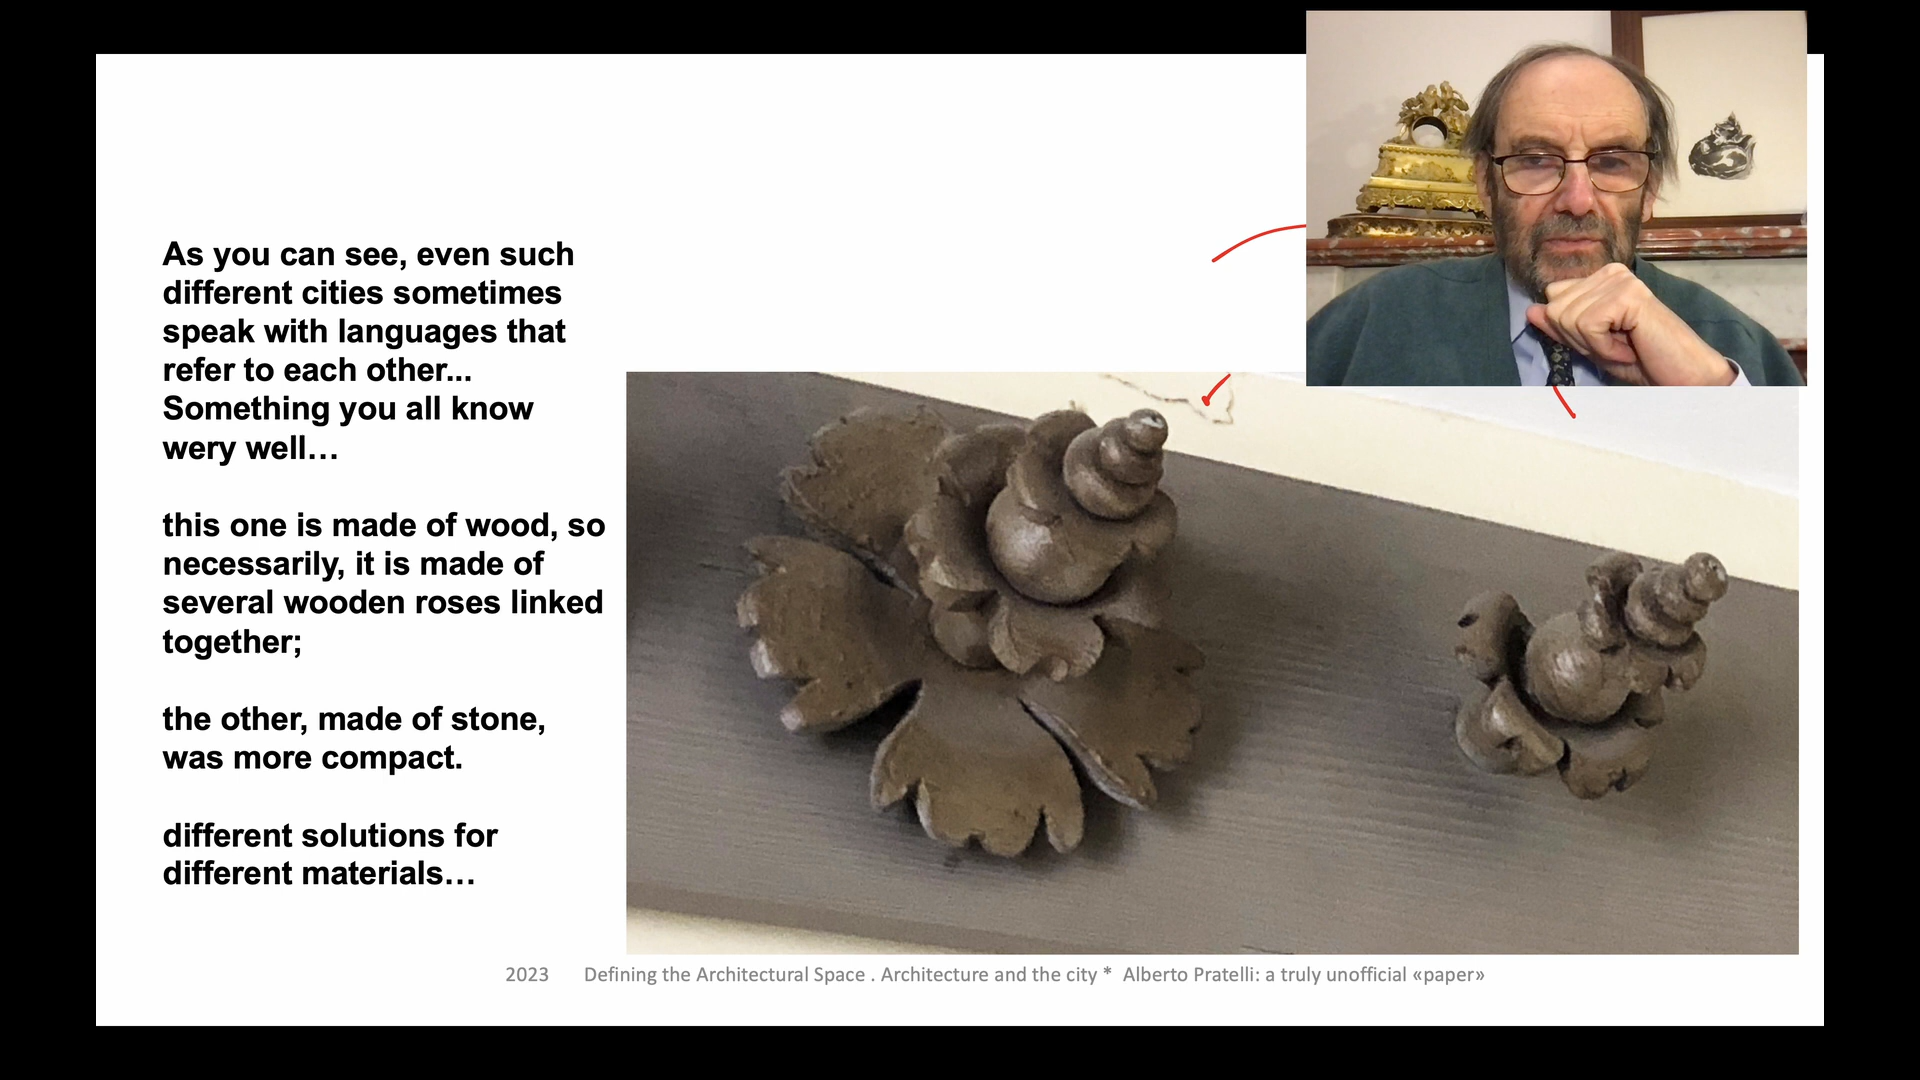 As you can see, even such
different cities sometimes
speak with languages that
refer to each other...
Something you all know
wery well…
this one is made of wood, so
necessarily, it is made of
several wooden roses linked
together;
the other, made of stone,
was more compact.
different solutions for
different materials…
2023 Defining the Architectural Space . Architecture and the city * Alberto Pratelli: a truly unofficial «paper»